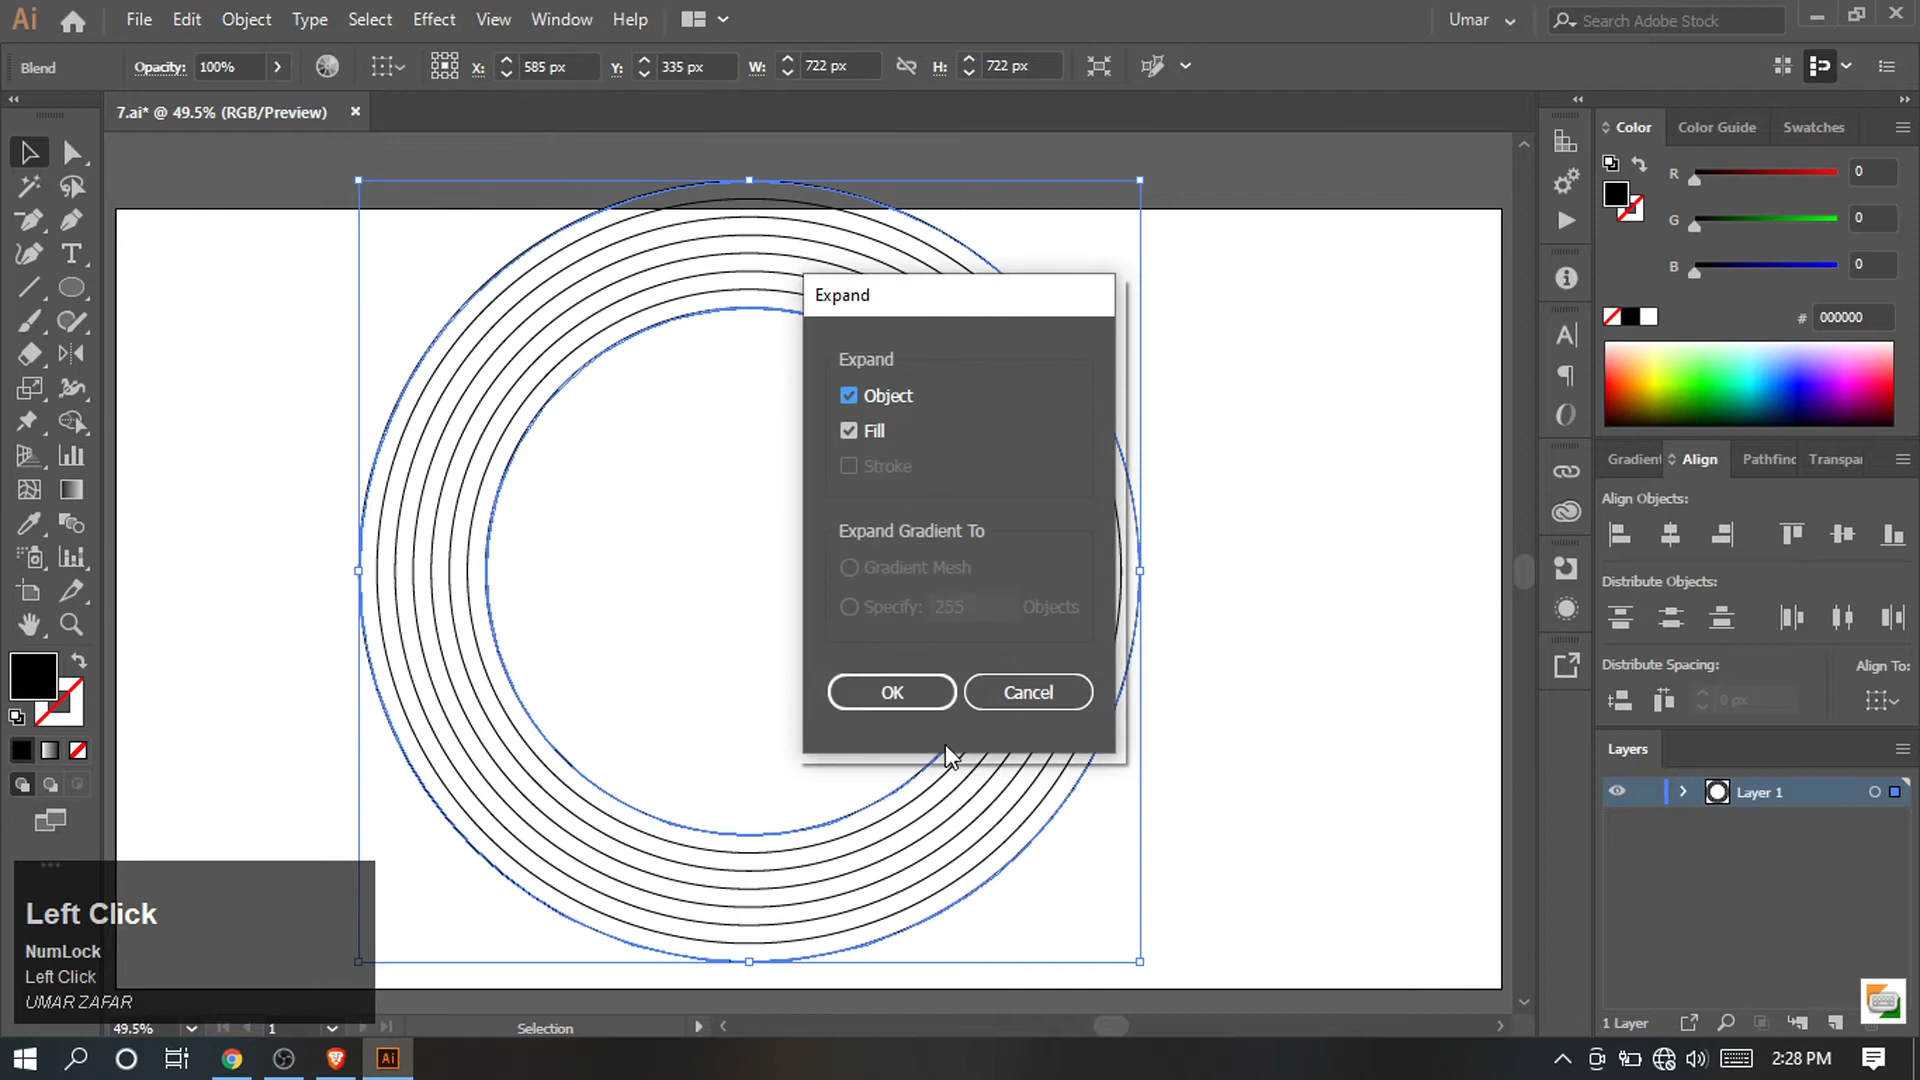 Ai File Edit Object Type Select Effect View Window Help Umar Search Adobe Stock
Blend Opacity: 100% X: 585 px Y: 335 px W: 722 px H: 722 px
7.ai* @ 49.5% (RGB/Preview)
Color Color Guide Swatches
R 0
G 0
B 0
# 000000
Expand
Expand
Object
Fill
Stroke
Expand Gradient To
Gradient Mesh
Specify: 255 Objects
OK Cancel
Gradient Align Pathfinc Transpar
Align Objects:
Distribute Objects:
Distribute Spacing: Align To:
0 px
Layers
Layer 1
1 Layer
Left Click
NumLock
Left Click
UMAR ZAFAR
49.5% 1 Selection
Ai 2:28 PM